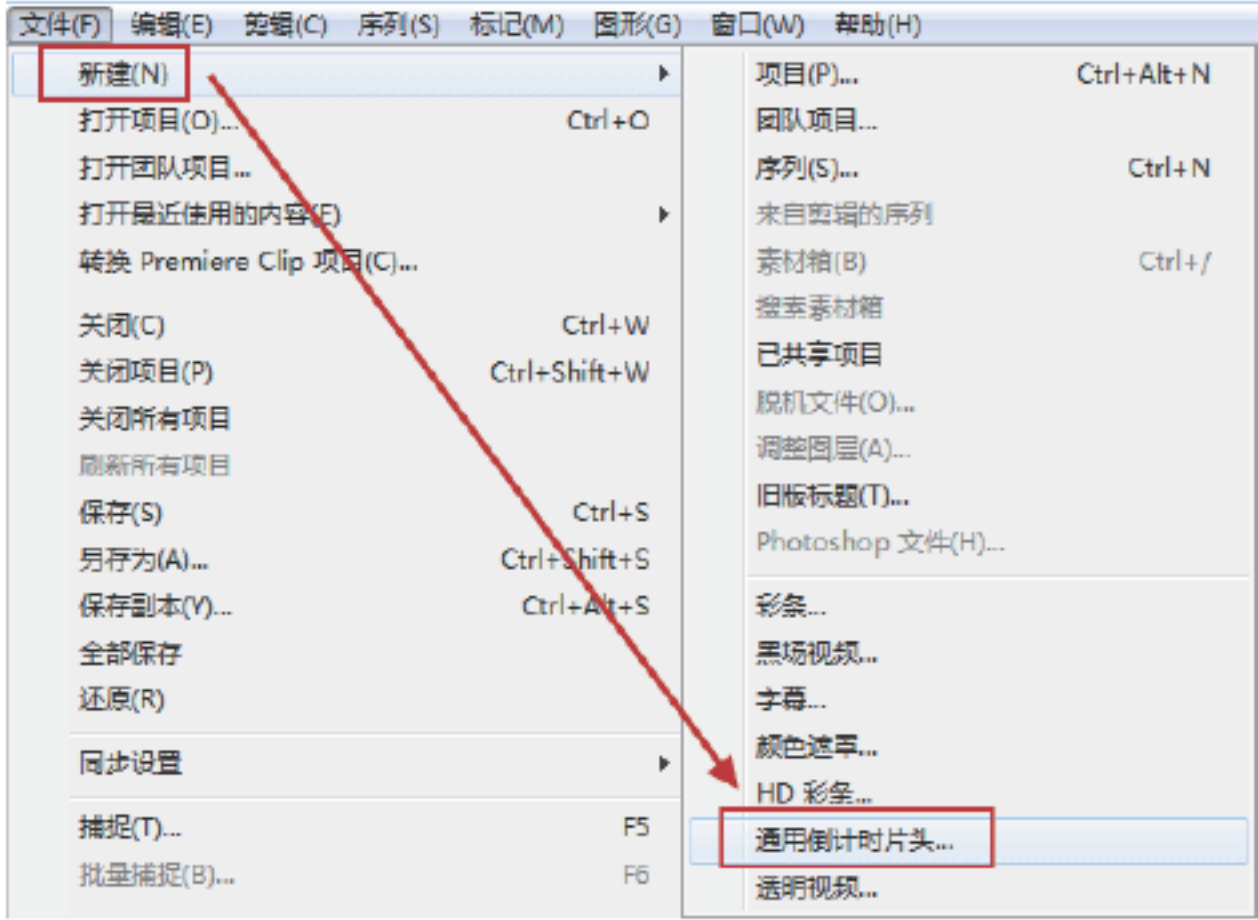 文件(F) 编辑(E) 剪辑(C) 序列(S) 标记(M) 图形(G) 窗口(W) 帮助(H)
新建(N)
打开项目(O)... Ctrl+O
打开团队项目...
打开最近使用的内容(E)
转换 Premiere Clip 项目(C)...
关闭(C) Ctrl+W
关闭项目(P) Ctrl+Shift+W
关闭所有项目
刷新所有项目
保存(S) Ctrl+S
另存为(A)... Ctrl+Shift+S
保存副本(Y)... Ctrl+Alt+S
全部保存
还原(R)
同步设置
捕捉(T)... F5
批量捕捉(B)... F6
项目(P)... Ctrl+Alt+N
团队项目...
序列(S)... Ctrl+N
来自剪辑的序列
素材箱(B) Ctrl+/
搜索素材箱
已共享项目
脱机文件(O)...
调整图层(A)...
旧版标题(T)...
Photoshop 文件(H)...
彩条...
黑场视频...
字幕...
颜色遮罩...
HD 彩条...
通用倒计时片头...
透明视频...